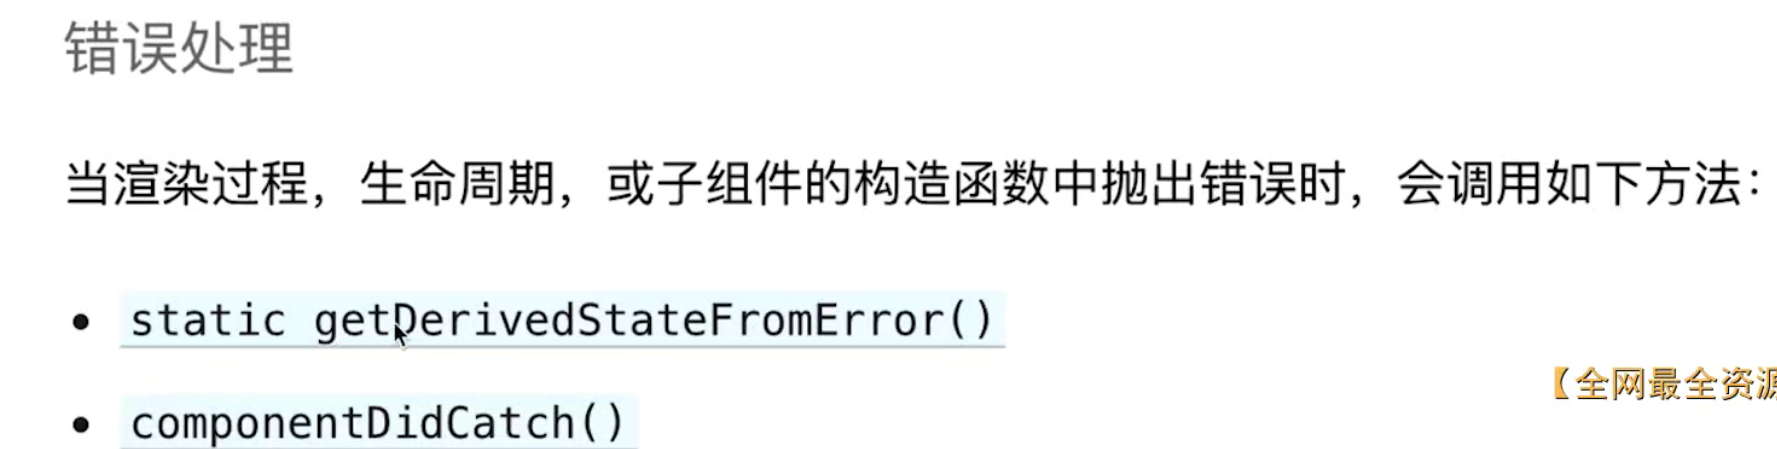 错误处理
当渲染过程，生命周期，或子组件的构造函数中抛出错误时，会调用如下方法：
• static getDerivedStateFromError()
【全网最全资源
• componentDidCatch()